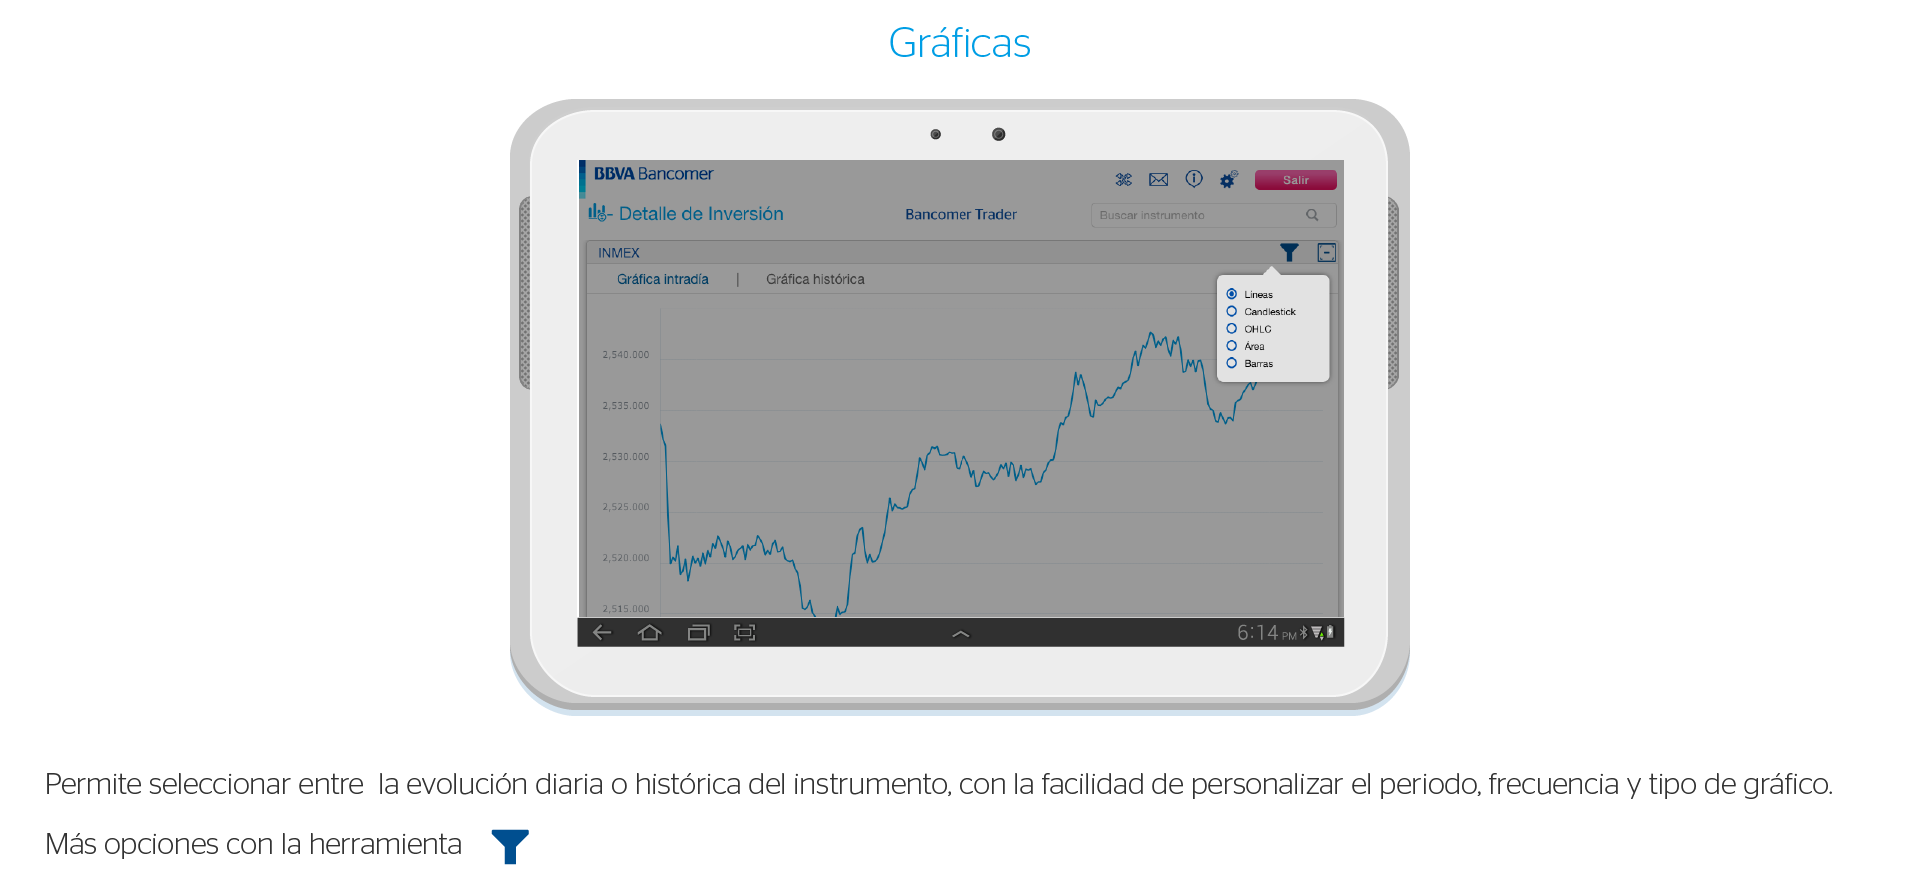 Gráficas
BBVA Bancomer
Salir
- Detalle de Inversión
Bancomer Trader
Buscar instrumento
INMEX
Gráfica intradía | Gráfica histórica
Líneas
Candlestick
OHLC
Área
Barras
2,540.000
2,535.000
2,530.000
2,525.000
2,520.000
2,515.000
6:14 PM
Permite seleccionar entre la evolución diaria o histórica del instrumento, con la facilidad de personalizar el periodo, frecuencia y tipo de gráfico.
Más opciones con la herramienta